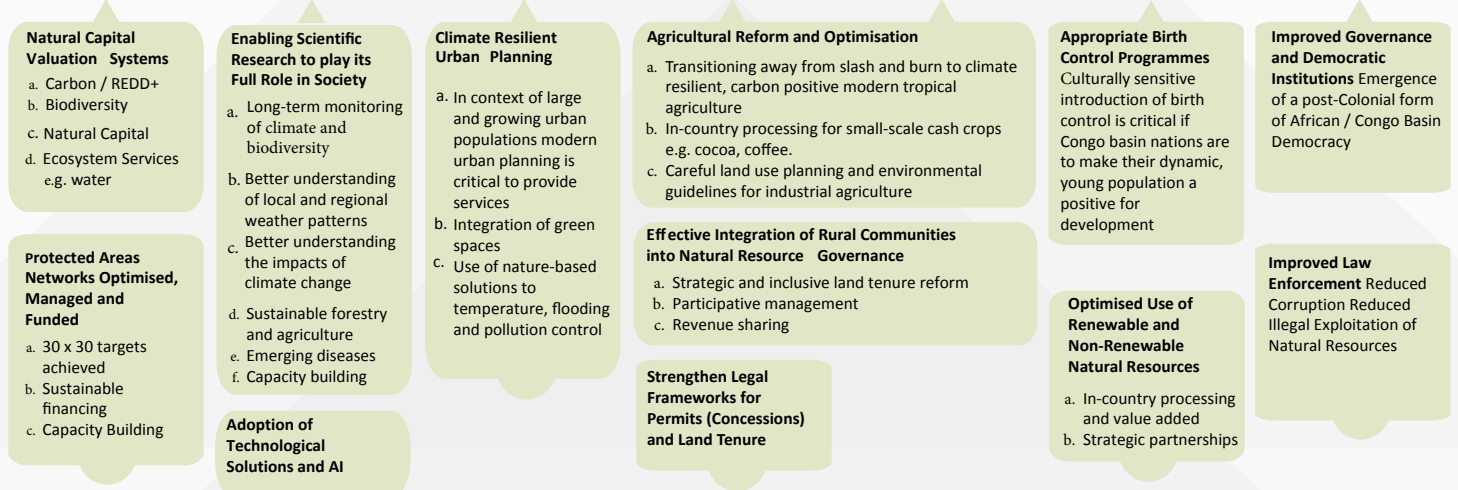 Natural Capital
Valuation Systems
a. Carbon / REDD+
b. Biodiversity
c. Natural Capital
d. Ecosystem Services
e.g. water
Protected Areas
Networks Optimised,
Managed and
Funded
a. 30 x 30 targets
achieved
b. Sustainable
financing
c. Capacity Building
Enabling Scientific
Research to play its
Full Role in Society
a. Long-term monitoring
of climate and
biodiversity
b. Better understanding
of local and regional
weather patterns
c. Better understanding
the impacts of
climate change
d. Sustainable forestry
and agriculture
e. Emerging diseases
f. Capacity building
Adoption of
Technological
Solutions and AI
Climate Resilient
Urban Planning
a. In context of large
and growing urban
populations modern
urban planning is
critical to provide
services
b. Integration of green
spaces
c. Use of nature-based
solutions to
temperature, flooding
and pollution control
Agricultural Reform and Optimisation
a. Transitioning away from slash and burn to climate
resilient, carbon positive modern tropical
agriculture
b. In-country processing for small-scale cash crops
e.g. cocoa, coffee.
c. Careful land use planning and environmental
guidelines for industrial agriculture
Effective Integration of Rural Communities
into Natural Resource Governance
a. Strategic and inclusive land tenure reform
b. Participative management
c. Revenue sharing
Strengthen Legal
Frameworks for
Permits (Concessions)
and Land Tenure
Appropriate Birth
Control Programmes
Culturally sensitive
introduction of birth
control is critical if
Congo basin nations are
to make their dynamic,
young population a
positive for
development
Optimised Use of
Renewable and
Non-Renewable
Natural Resources
a. In-country processing
and value added
b. Strategic partnerships
Improved Governance
and Democratic
Institutions Emergence
of a post-Colonial form
of African / Congo Basin
Democracy
Improved Law
Enforcement Reduced
Corruption Reduced
Illegal Exploitation of
Natural Resources